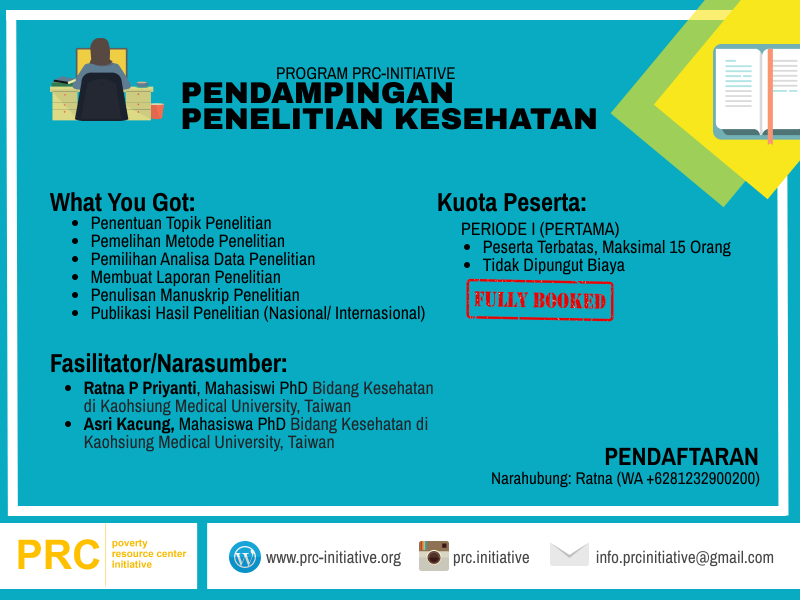 PROGRAM PRC-INITIATIVE
PENDAMPINGAN
PENELITIAN KESEHATAN
What You Got:
• Penentuan Topik Penelitian
• Pemelihan Metode Penelitian
• Pemilihan Analisa Data Penelitian
• Membuat Laporan Penelitian
• Penulisan Manuskrip Penelitian
• Publikasi Hasil Penelitian (Nasional/ Internasional)
Kuota Peserta:
PERIODE I (PERTAMA)
• Peserta Terbatas, Maksimal 15 Orang
• Tidak Dipungut Biaya
FULLY BOOKED
Fasilitator/Narasumber:
• Ratna P Priyanti, Mahasiswi PhD Bidang Kesehatan
di Kaohsiung Medical University, Taiwan
• Asri Kacung, Mahasiswa PhD Bidang Kesehatan di
Kaohsiung Medical University, Taiwan
PENDAFTARAN
Narahubung: Ratna (WA +6281232900200)
PRC
poverty
resource center
initiative
www.prc-initiative.org
prc.initiative
info.prcinitiative@gmail.com